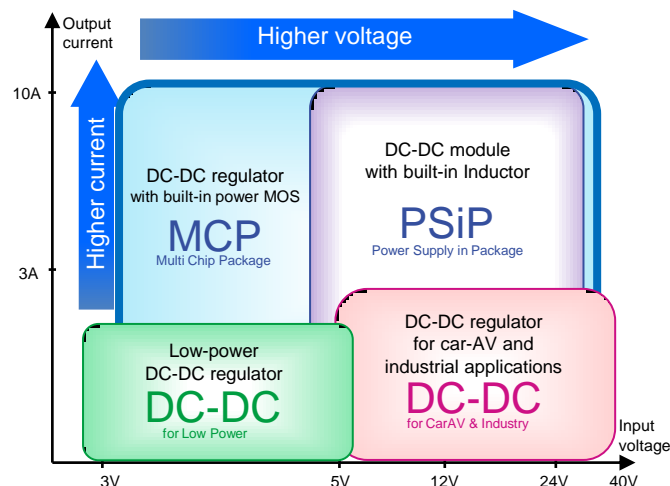 Output
current
Higher voltage
10A
Higher current
3A
DC-DC regulator
with built-in power MOS
MCP
Multi Chip Package
DC-DC module
with built-in Inductor
PSiP
Power Supply in Package
Low-power
DC-DC regulator
DC-DC
for Low Power
DC-DC regulator
for car-AV and
industrial applications
DC-DC
for CarAV & Industry
Input
voltage
3V
5V
12V
24V
40V